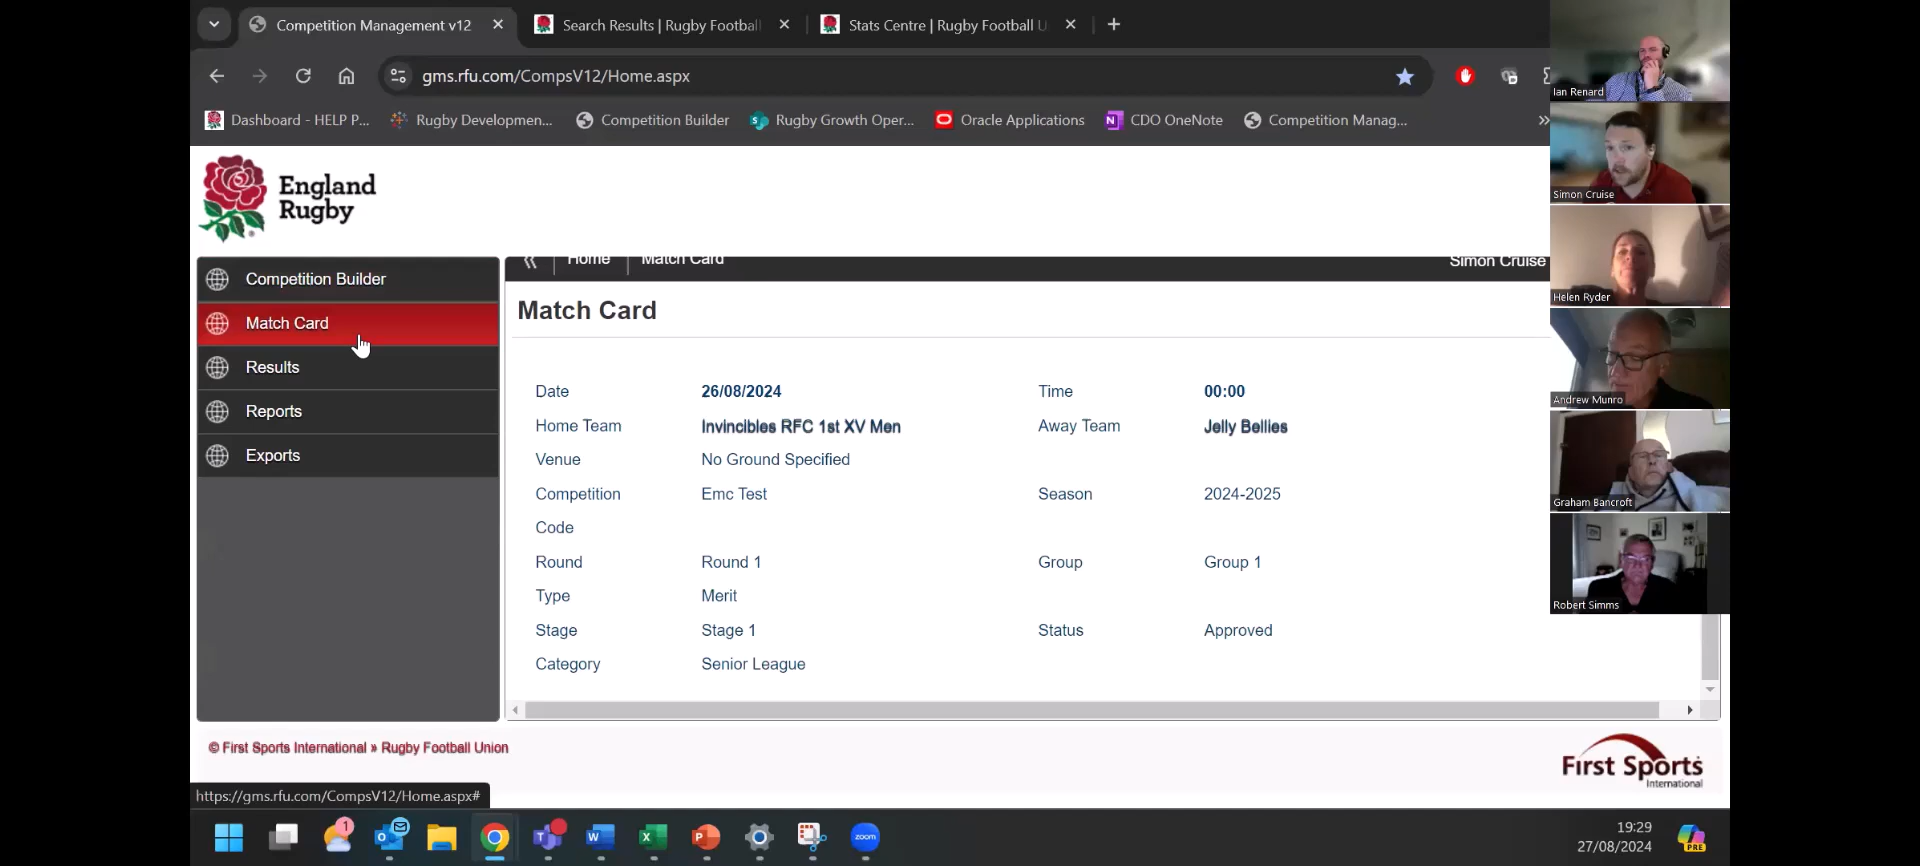 Competition Management v12
Search Results | Rugby Football
Stats Centre | Rugby Football U
gms.rfu.com/CompsV12/Home.aspx
Dashboard - HELP P...
Rugby Developmen...
Competition Builder
Rugby Growth Oper...
Oracle Applications
CDO OneNote
Competition Manag...
England
Rugby
Competition Builder
Match Card
Results
Reports
Exports
Home
Match Card
Simon Cruise
Match Card
Date 26/08/2024 Time 00:00
Home Team Invincibles RFC 1st XV Men Away Team Jelly Bellies
Venue No Ground Specified
Competition Emc Test Season 2024-2025
Code
Round Round 1 Group Group 1
Type Merit
Stage Stage 1 Status Approved
Category Senior League
Ian Renard
Simon Cruise
Helen Ryder
Andrew Munro
Graham Bancroft
Robert Simms
© First Sports International » Rugby Football Union
First Sports
International
https://gms.rfu.com/CompsV12/Home.aspx#
1
zoom
19:29
27/08/2024
PRE